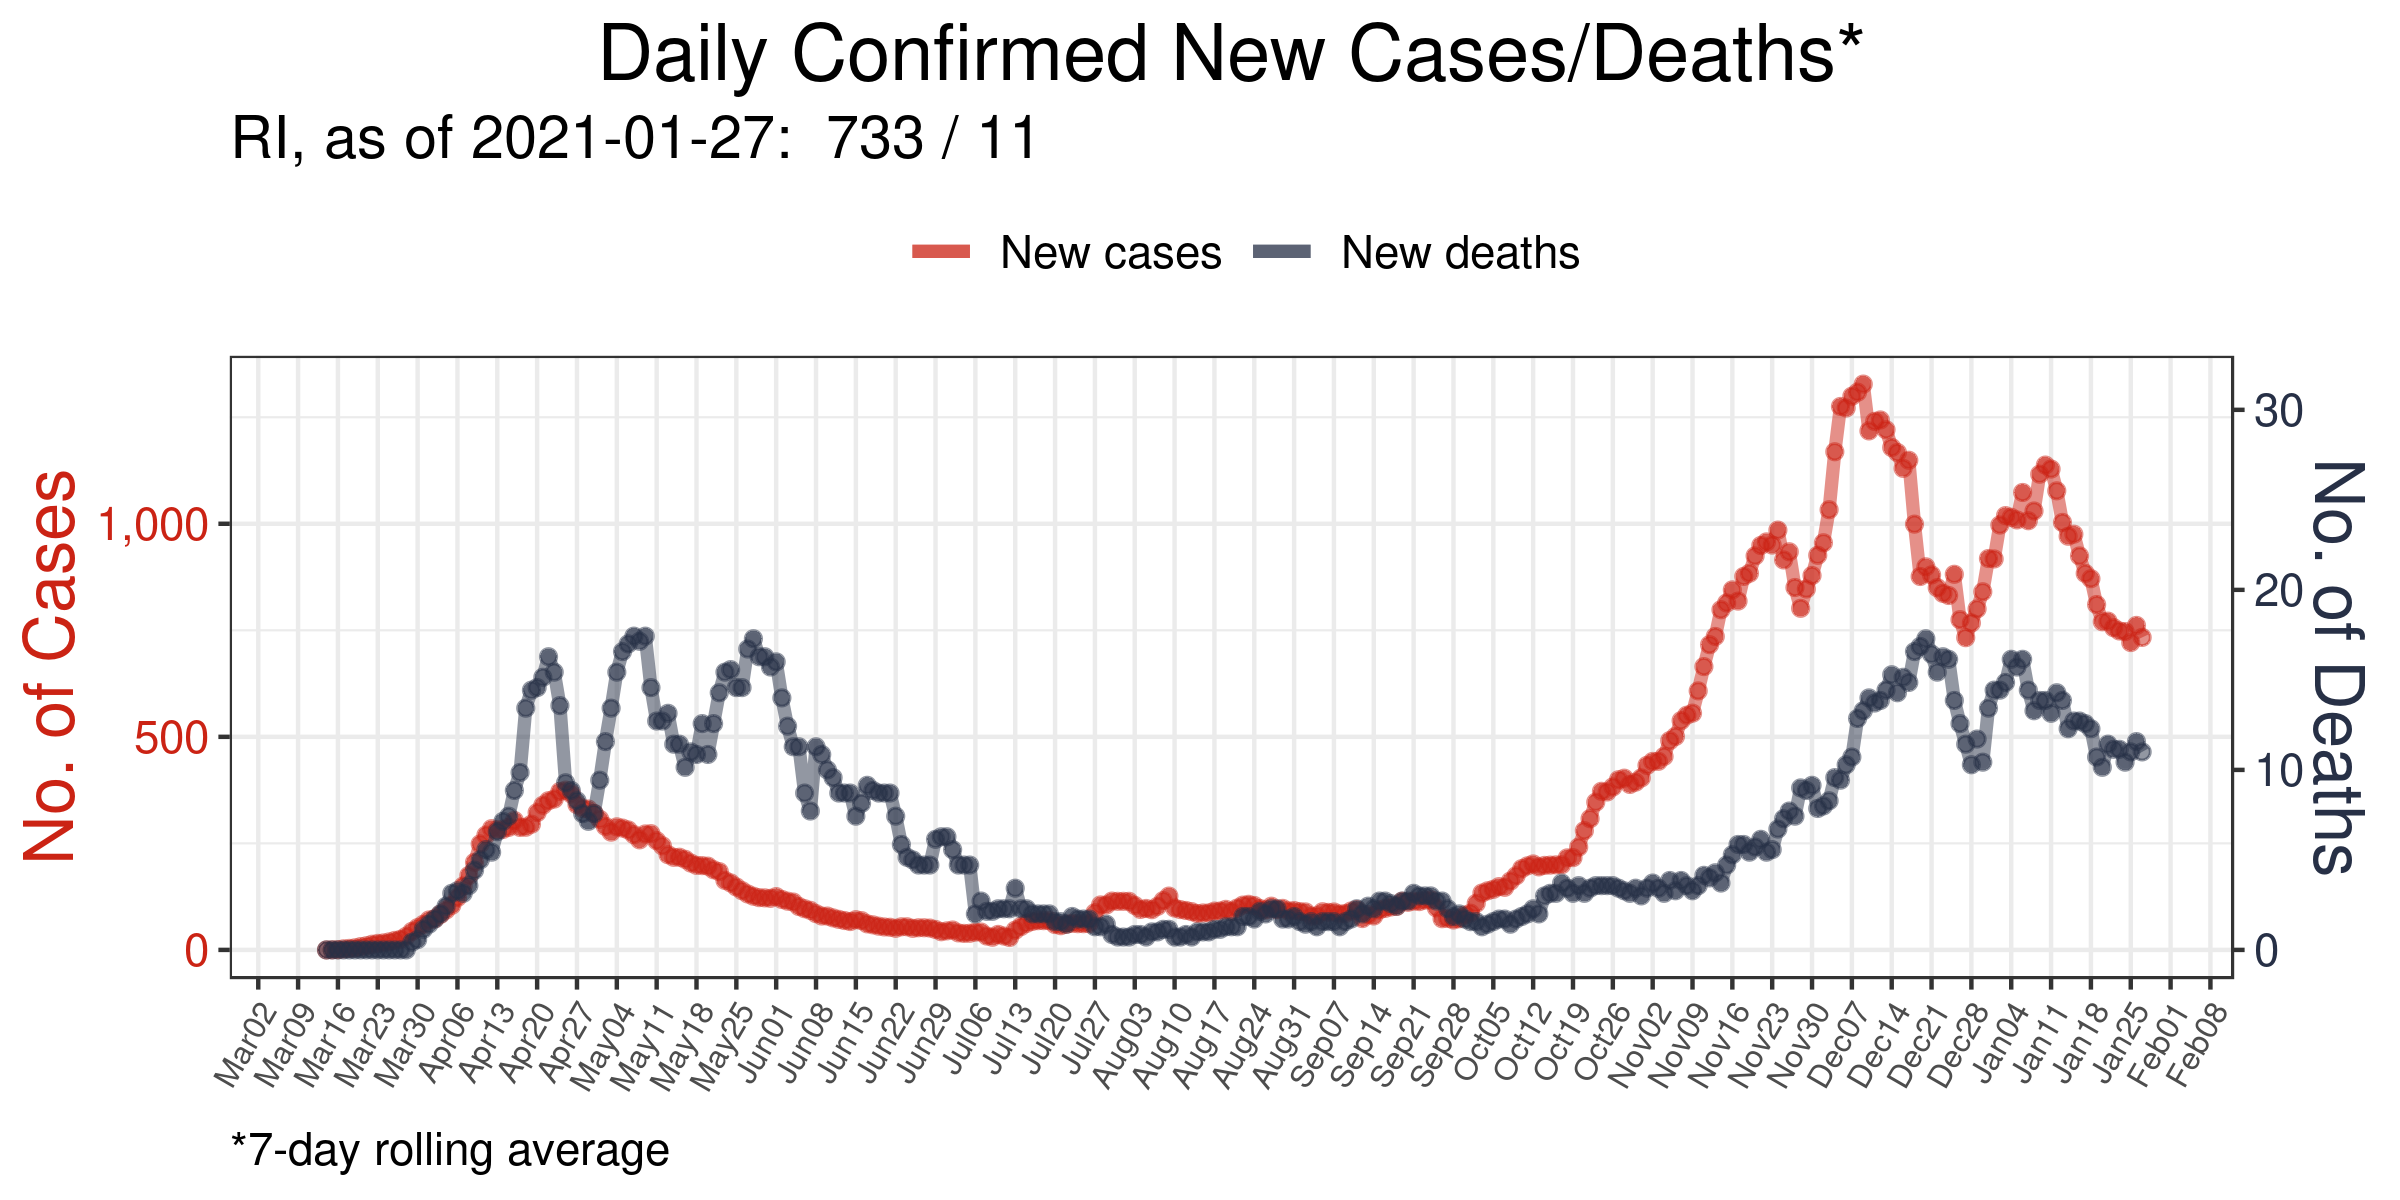 Daily Confirmed New Cases/Deaths*
RI, as of 2021-01-27:  733 / 11
New cases
New deaths
No. of Cases
1,000
500
0
30
20
10
0
No. of Deaths
Mar02
Mar09
Mar16
Mar23
Mar30
Apr06
Apr13
Apr20
Apr27
May04
May11
May18
May25
Jun01
Jun08
Jun15
Jun22
Jun29
Jul06
Jul13
Jul20
Jul27
Aug03
Aug10
Aug17
Aug24
Aug31
Sep07
Sep14
Sep21
Sep28
Oct05
Oct12
Oct19
Oct26
Nov02
Nov09
Nov16
Nov23
Nov30
Dec07
Dec14
Dec21
Dec28
Jan04
Jan11
Jan18
Jan25
Feb01
Feb08
*7-day rolling average